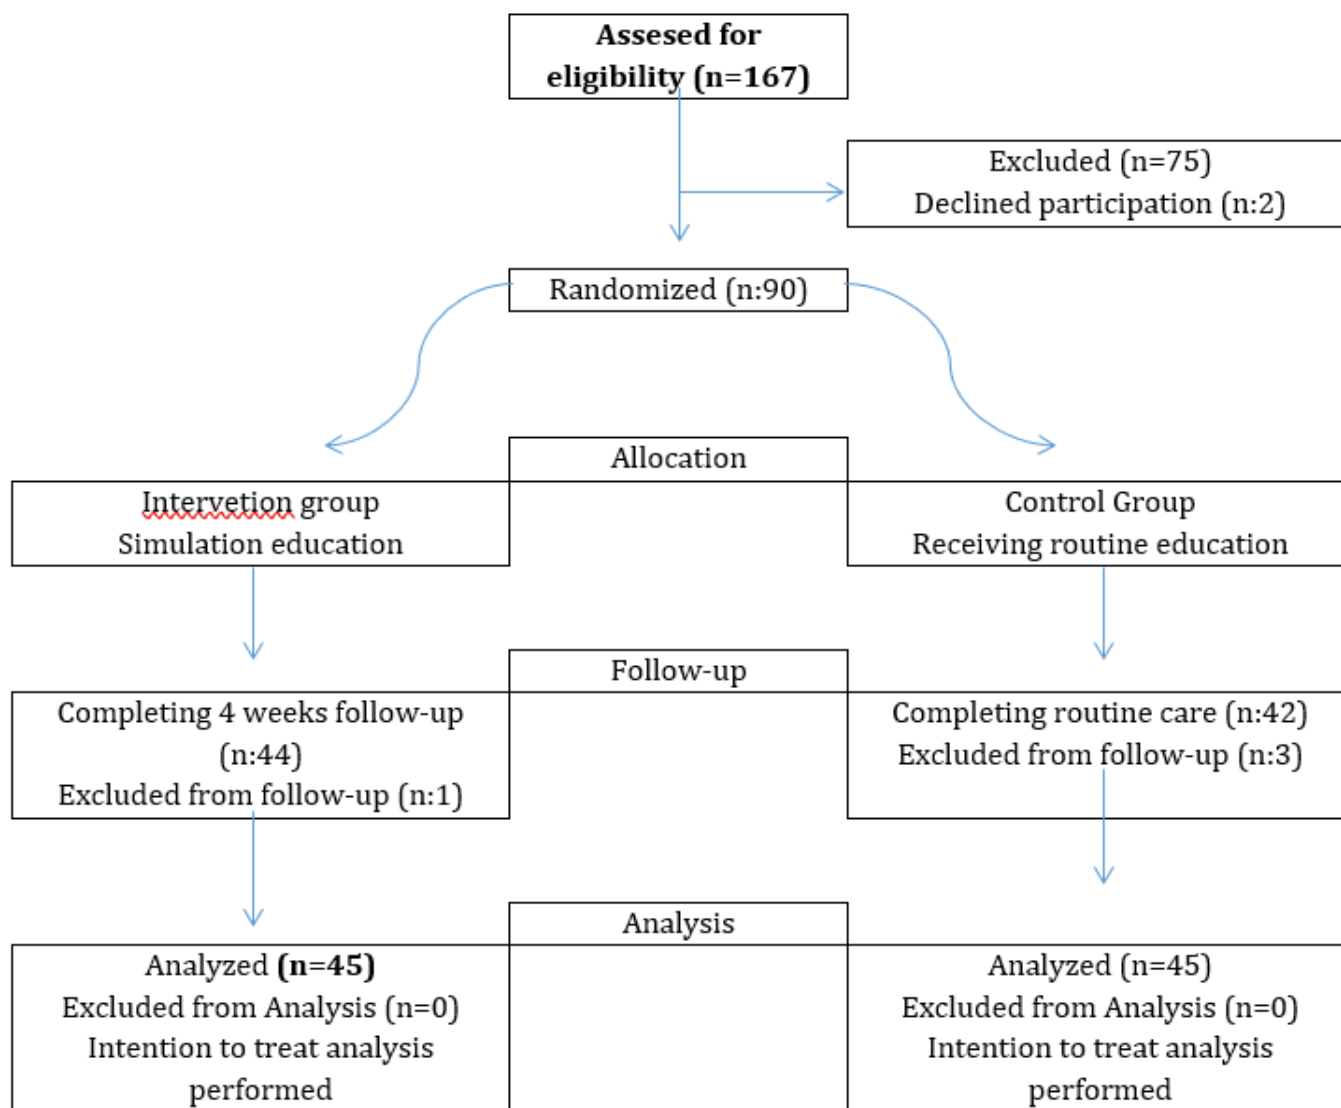 Assesed for
eligibility (n=167)
Excluded (n=75)
Declined participation (n:2)
Randomized (n:90)
Allocation
Intervetion group
Simulation education
Control Group
Receiving routine education
Follow-up
Completing 4 weeks follow-up
(n:44)
Excluded from follow-up (n:1)
Completing routine care (n:42)
Excluded from follow-up (n:3)
Analysis
Analyzed (n=45)
Excluded from Analysis (n=0)
Intention to treat analysis
performed
Analyzed (n=45)
Excluded from Analysis (n=0)
Intention to treat analysis
performed